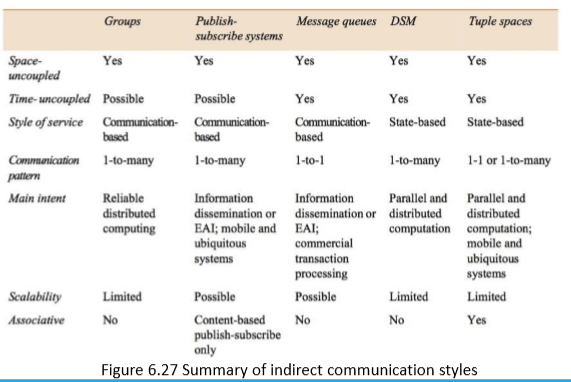 Groups Publish- Message queues DSM Tuple spaces
subscribe systems
Space- Yes Yes Yes Yes Yes
uncoupled
Time-uncoupled Possible Possible Yes Yes Yes
Style of service Communication- Communication- Communication- State-based State-based
based based based
Communication 1-to-many 1-to-many 1-to-1 1-to-many 1-1 or 1-to-many
pattern
Main intent Reliable Information Information Parallel and Parallel and
distributed dissemination or dissemination or distributed distributed
computing EAI; mobile and EAI; computation computation;
ubiquitous commercial mobile and
systems transaction ubiquitous
processing systems
Scalability Limited Possible Possible Limited Limited
Associative No Content-based No No Yes
publish-subscribe
only
Figure 6.27 Summary of indirect communication styles